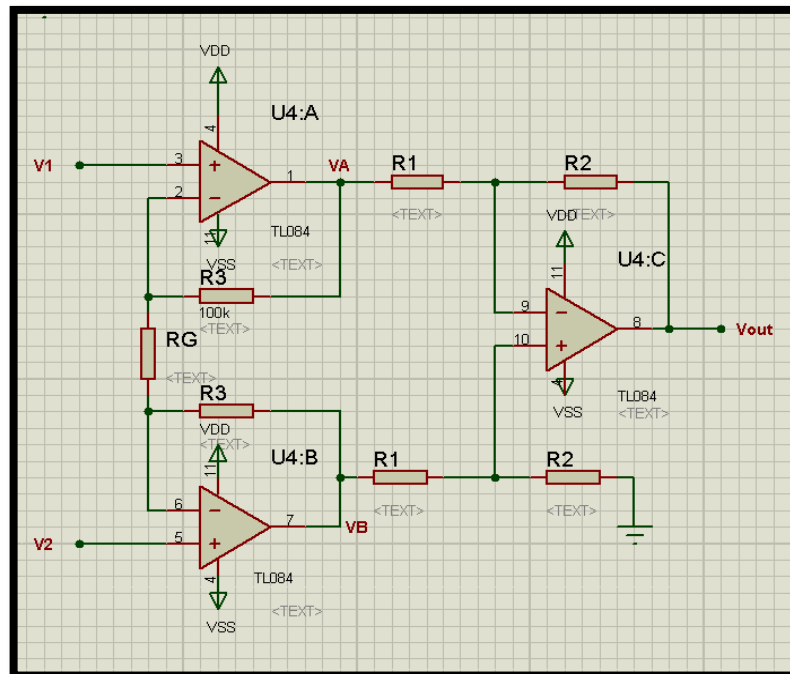 VDD
U4:A
4
V1
3
+
1
VA
R1
R2
2
−
<TEXT>
<TEXT>
11
TL084
VDD
VSS
<TEXT>
U4:C
R3
11
100k
<TEXT>
9
−
8
Vout
RG
10
+
<TEXT>
4
TL084
R3
VSS
<TEXT>
VDD
<TEXT>
U4:B
R1
R2
11
6
−
<TEXT>
<TEXT>
7
VB
V2
5
+
4
TL084
<TEXT>
VSS